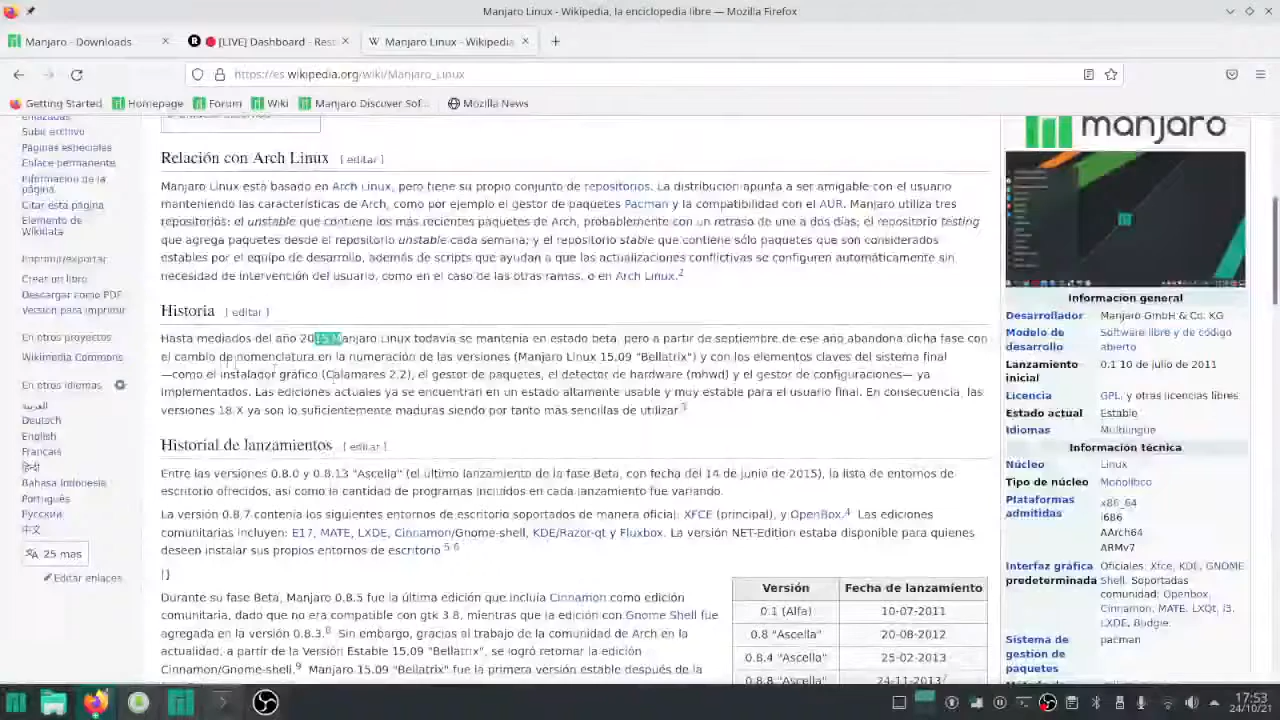 Manjaro Linux - Wikipedia, la enciclopedia libre — Mozilla Firefox
Manjaro - Downloads
[LIVE] Dashboard - Res
Manjaro Linux - Wikipedia
https://es.wikipedia.org/wiki/Manjaro_Linux
Getting Started
Homepage
Forum
Wiki
Manjaro Discover Sof…
Mozilla News
enlazadas
Subir archivo
Páginas especiales
Enlace permanente
Información de la
página
Citar esta página
Elemento de
Wikidata
Imprimir/exportar
Crear un libro
Descargar como PDF
Versión para imprimir
En otros proyectos
Wikimedia Commons
En otros idiomas
العربية
Deutsch
English
Français
हिन्दी
Bahasa Indonesia
Português
Русский
中文
25 más
Editar enlaces
Relación con Arch Linux [ editar ]
Manjaro Linux está basado en Arch Linux, pero tiene su propio conjunto de repositorios. La distribución apunta a ser amigable con el usuario
manteniendo las características de Arch, como por ejemplo el gestor de paquetes Pacman y la compatibilidad con el AUR. Manjaro utiliza tres
repositorios: el unstable que contiene los más recientes paquetes de Arch probablemente con un retraso de uno a dos días; el repositorio testing
que agrega paquetes desde el repositorio unstable cada semana; y el repositorio stable que contiene sólo paquetes que son considerados
estables por el equipo de desarrollo, además de scripts que ayudan a que las actualizaciones conflictivas se configuren automáticamente sin
necesidad de intervención del usuario, como en el caso de las otras ramas, o en Arch Linux.2
Historia [ editar ]
Hasta mediados del año 2015 Manjaro Linux todavía se mantenía en estado beta, pero a partir de septiembre de ese año abandona dicha fase con
el cambio de nomenclatura en la numeración de las versiones (Manjaro Linux 15.09 "Bellatrix") y con los elementos claves del sistema final
—como el instalador gráfico (Calamares 2.2), el gestor de paquetes, el detector de hardware (mhwd) y el gestor de configuraciones— ya
implementados. Las ediciones actuales ya se encuentran en un estado altamente usable y muy estable para el usuario final. En consecuencia, las
versiones 18.X ya son lo suficientemente maduras siendo por tanto más sencillas de utilizar.3
Historial de lanzamientos [ editar ]
Entre las versiones 0.8.0 y 0.8.13 "Ascella" (el último lanzamiento de la fase Beta, con fecha del 14 de junio de 2015), la lista de entornos de
escritorio ofrecidos, así como la cantidad de programas incluidos en cada lanzamiento fue variando.
La versión 0.8.7 contenía los siguientes entornos de escritorio soportados de manera oficial: XFCE (principal), y OpenBox.4 Las ediciones
comunitarias incluyen: E17, MATE, LXDE, Cinnamon/Gnome-shell, KDE/Razor-qt y Fluxbox. La versión NET-Edition estaba disponible para quienes
deseen instalar sus propios entornos de escritorio.5 6
|}
Durante su fase Beta, Manjaro 0.8.5 fue la última edición que incluía Cinnamon como edición
comunitaria, dado que no era compatible con gtk 3.8, mientras que la edición con Gnome Shell fue
agregada en la versión 0.8.3.8 Sin embargo, gracias al trabajo de la comunidad de Arch en la
actualidad, a partir de la Versión Estable 15.09 "Bellatrix", se logró retomar la edición
Cinnamon/Gnome-shell.9 Manjaro 15.09 "Bellatrix" fue la primera versión estable después de la
Versión Fecha de lanzamiento
0.1 (Alfa) 10-07-2011
0.8 "Ascella" 20-08-2012
0.8.4 "Ascella" 25-02-2013
0.8.8 "Ascella" 24-11-20137
manjaro
Información general
Desarrollador Manjaro GmbH & Co. KG
Modelo de desarrollo Software libre y de código abierto
Lanzamiento inicial 0.1 10 de julio de 2011
Licencia GPL, y otras licencias libres
Estado actual Estable
Idiomas Multilingüe
Información técnica
Núcleo Linux
Tipo de núcleo Monolítico
Plataformas admitidas x86_64
i686
AArch64
ARMv7
Interfaz gráfica predeterminada Oficiales: Xfce, KDE, GNOME
Shell. Soportadas
comunidad: Openbox,
Cinnamon, MATE, LXQt, i3,
LXDE, Budgie.
Sistema de gestión de paquetes pacman
17:53
24/10/21